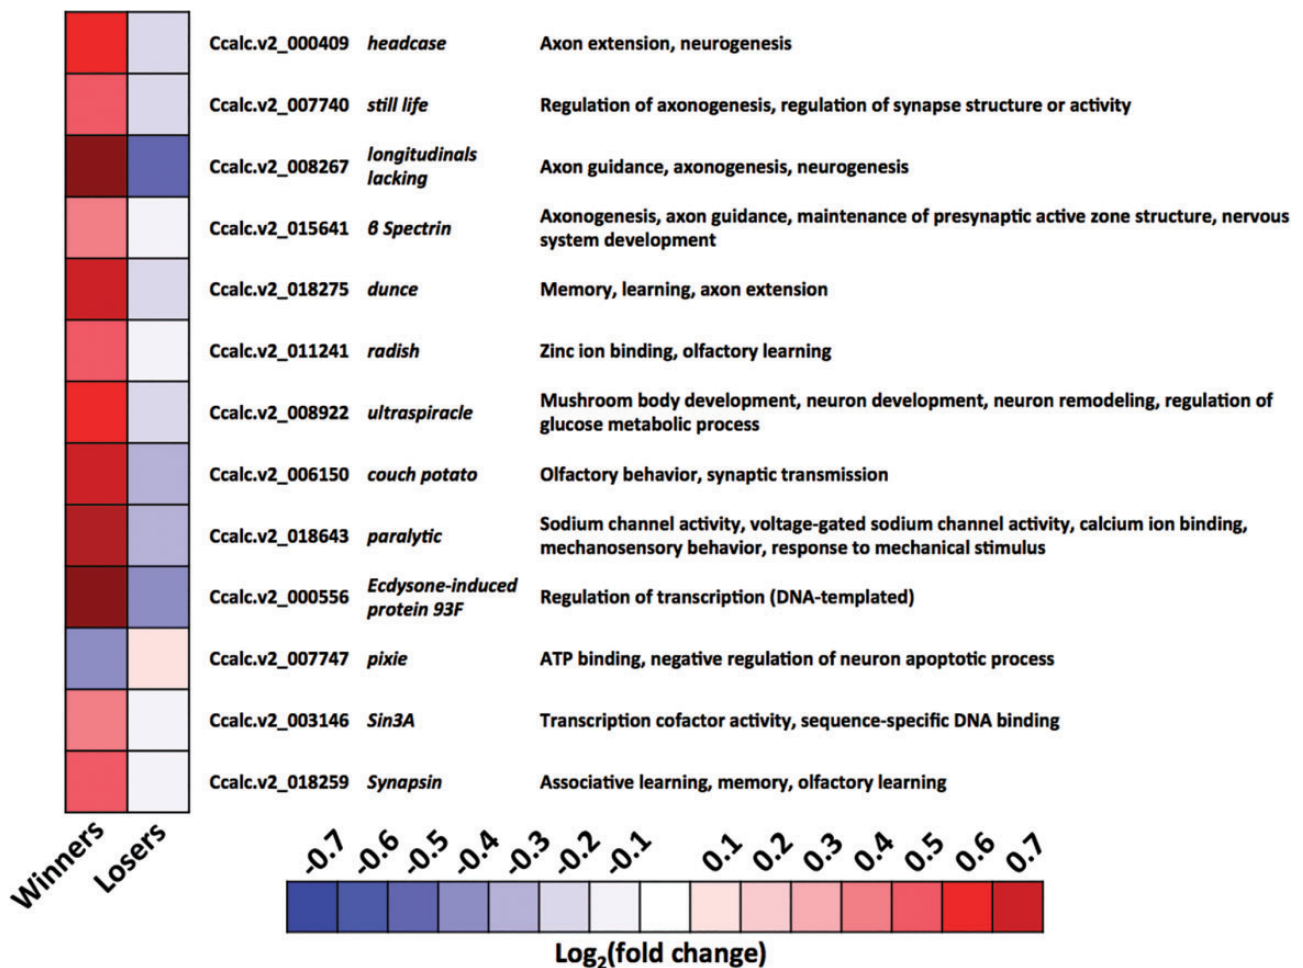 Ccalc.v2_000409 headcase Axon extension, neurogenesis
Ccalc.v2_007740 still life Regulation of axonogenesis, regulation of synapse structure or activity
Ccalc.v2_008267 longitudinals lacking Axon guidance, axonogenesis, neurogenesis
Ccalc.v2_015641 β Spectrin Axonogenesis, axon guidance, maintenance of presynaptic active zone structure, nervous
system development
Ccalc.v2_018275 dunce Memory, learning, axon extension
Ccalc.v2_011241 radish Zinc ion binding, olfactory learning
Ccalc.v2_008922 ultraspiracle Mushroom body development, neuron development, neuron remodeling, regulation of
glucose metabolic process
Ccalc.v2_006150 couch potato Olfactory behavior, synaptic transmission
Ccalc.v2_018643 paralytic Sodium channel activity, voltage-gated sodium channel activity, calcium ion binding,
mechanosensory behavior, response to mechanical stimulus
Ccalc.v2_000556 Ecdysone-induced protein 93F Regulation of transcription (DNA-templated)
Ccalc.v2_007747 pixie ATP binding, negative regulation of neuron apoptotic process
Ccalc.v2_003146 Sin3A Transcription cofactor activity, sequence-specific DNA binding
Ccalc.v2_018259 Synapsin Associative learning, memory, olfactory learning
Winners Losers
-0.7 -0.6 -0.5 -0.4 -0.3 -0.2 -0.1 0.1 0.2 0.3 0.4 0.5 0.6 0.7
Log₂(fold change)